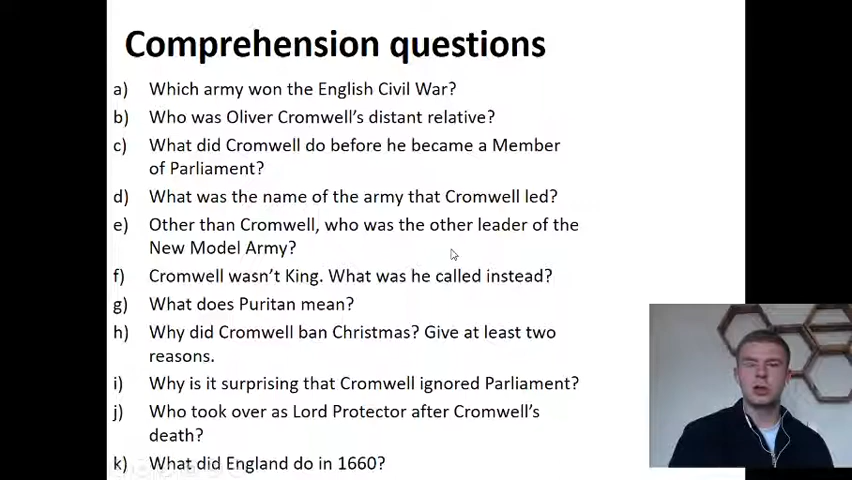 Comprehension questions
a) Which army won the English Civil War?
b) Who was Oliver Cromwell's distant relative?
c) What did Cromwell do before he became a Member
of Parliament?
d) What was the name of the army that Cromwell led?
e) Other than Cromwell, who was the other leader of the
New Model Army?
f) Cromwell wasn't King. What was he called instead?
g) What does Puritan mean?
h) Why did Cromwell ban Christmas? Give at least two
reasons.
i) Why is it surprising that Cromwell ignored Parliament?
j) Who took over as Lord Protector after Cromwell's
death?
k) What did England do in 1660?